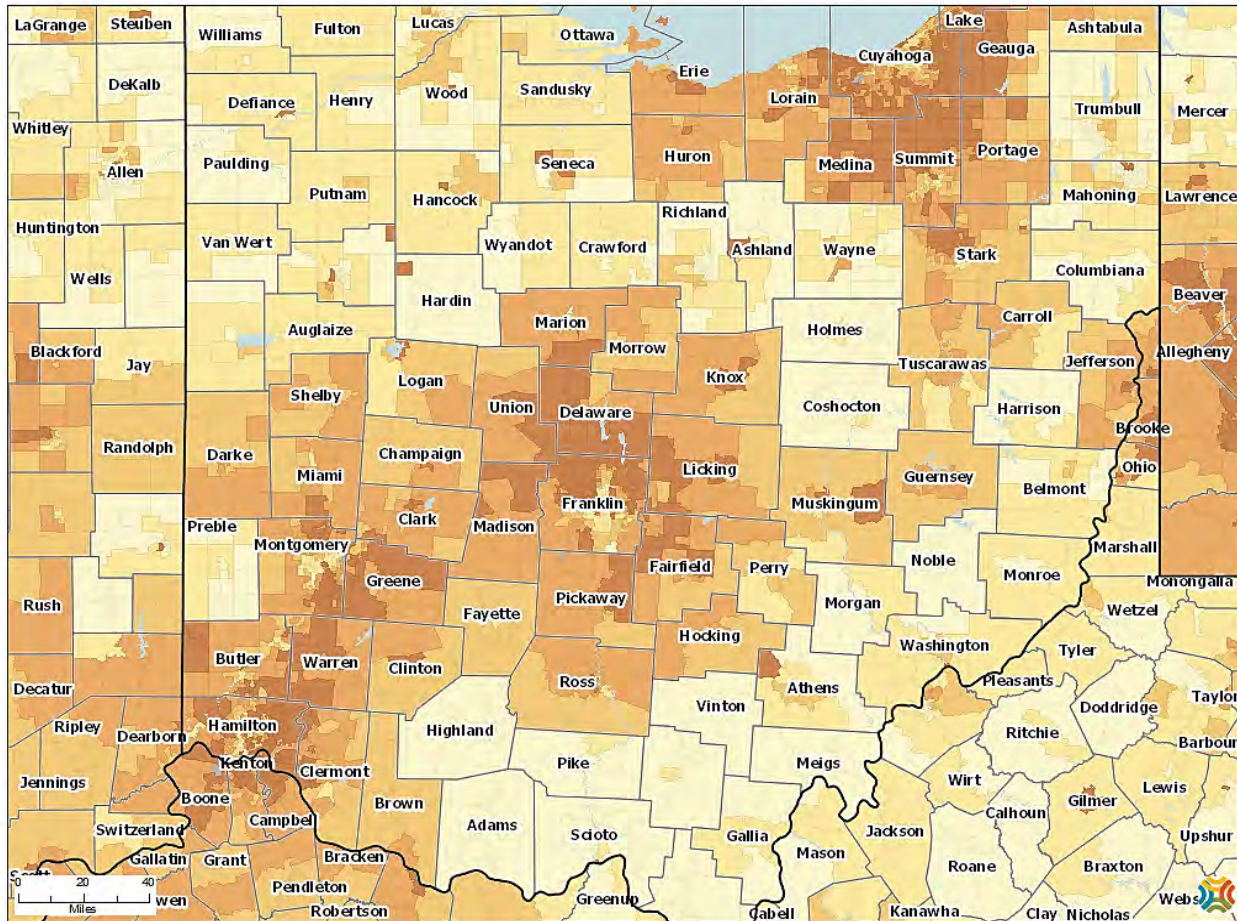 LaGrange
Steuben
Williams
Fulton
Lucas
Ottawa
Lake
Geauga
Ashtabula
Cuyahoga
Erie
DeKalb
Defiance
Henry
Wood
Sandusky
Lorain
Trumbull
Mercer
Whitley
Allen
Paulding
Putnam
Hancock
Seneca
Huron
Medina
Summit
Portage
Mahoning
Lawrence
Huntington
Wells
Van Wert
Wyandot
Crawford
Richland
Ashland
Wayne
Stark
Columbiana
Beaver
Hardin
Auglaize
Marion
Morrow
Holmes
Carroll
Blackford
Jay
Logan
Knox
Tuscarawas
Jefferson
Allegheny
Shelby
Union
Delaware
Coshocton
Harrison
Randolph
Darke
Miami
Champaign
Licking
Guernsey
Brooke
Ohio
Preble
Clark
Madison
Franklin
Muskingum
Belmont
Montgomery
Greene
Fairfield
Perry
Noble
Monroe
Marshall
Rush
Fayette
Pickaway
Morgan
Monongalia
Wetzel
Butler
Warren
Clinton
Hocking
Washington
Tyler
Decatur
Ross
Athens
Pleasants
Taylor
Ripley
Dearborn
Hamilton
Highland
Vinton
Doddridge
Ritchie
Barbour
Jennings
Kenton
Clermont
Pike
Meigs
Wirt
Lewis
Boone
Brown
Calhoun
Gilmer
Switzerland
Campbel
Adams
Scioto
Gallia
Mason
Jackson
Roane
Upshur
Gallatin
Grant
Bracken
Braxton
Scott
Pendleton
Greenup
Owen
Robertson
Cabell
Kanawha
Clay
Nicholas
Webs
0 20 40
Miles